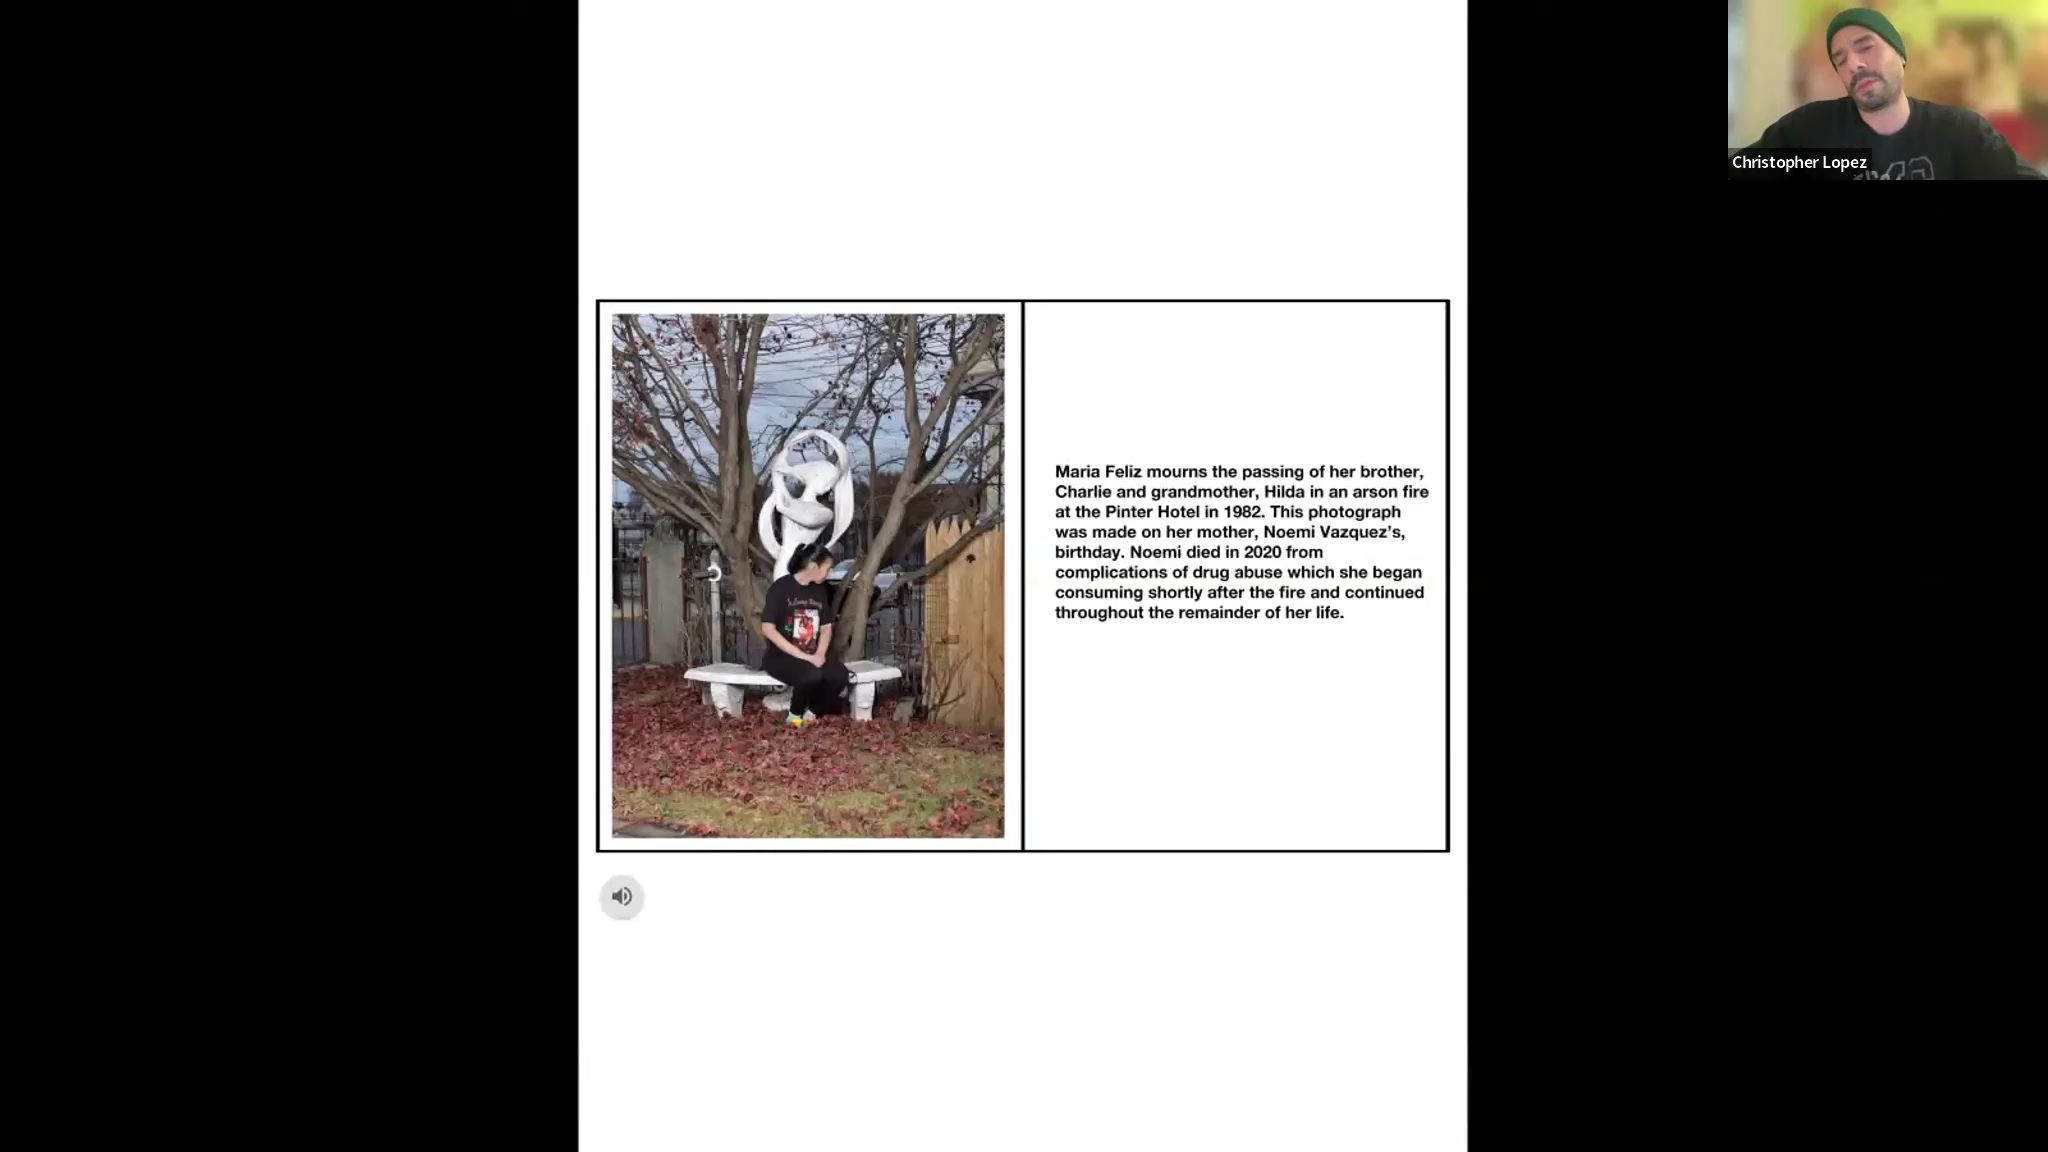 Christopher Lopez
Maria Feliz mourns the passing of her brother,
Charlie and grandmother, Hilda in an arson fire
at the Pinter Hotel in 1982. This photograph
was made on her mother, Noemi Vazquez’s,
birthday. Noemi died in 2020 from
complications of drug abuse which she began
consuming shortly after the fire and continued
throughout the remainder of her life.